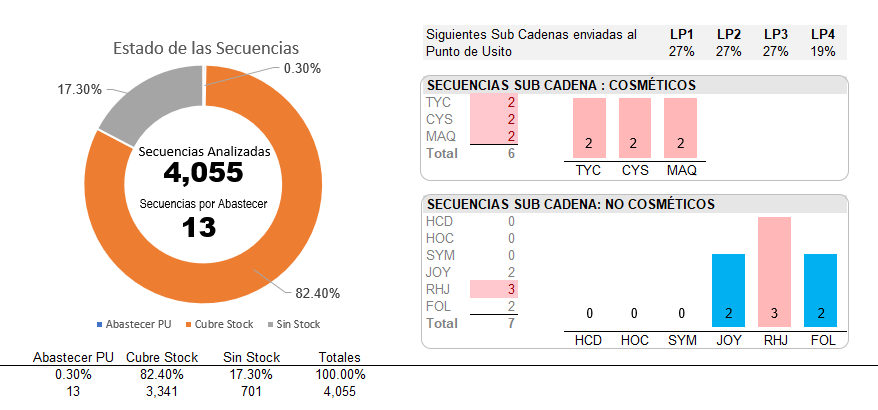 Estado de las Secuencias
0.30%
17.30%
Secuencias Analizadas
4,055
Secuencias por Abastecer
13
82.40%
Abastecer PU Cubre Stock Sin Stock
Abastecer PU Cubre Stock Sin Stock Totales
0.30% 82.40% 17.30% 100.00%
13 3,341 701 4,055
Siguientes Sub Cadenas enviadas al LP1 LP2 LP3 LP4
Punto de Usito 27% 27% 27% 19%
SECUENCIAS SUB CADENA : COSMÉTICOS
TYC 2
CYS 2
MAQ 2
Total 6
2 2 2
TYC CYS MAQ
SECUENCIAS SUB CADENA: NO COSMÉTICOS
HCD 0
HOC 0
SYM 0
JOY 2
RHJ 3
FOL 2
Total 7
0 0 0 2 3 2
HCD HOC SYM JOY RHJ FOL